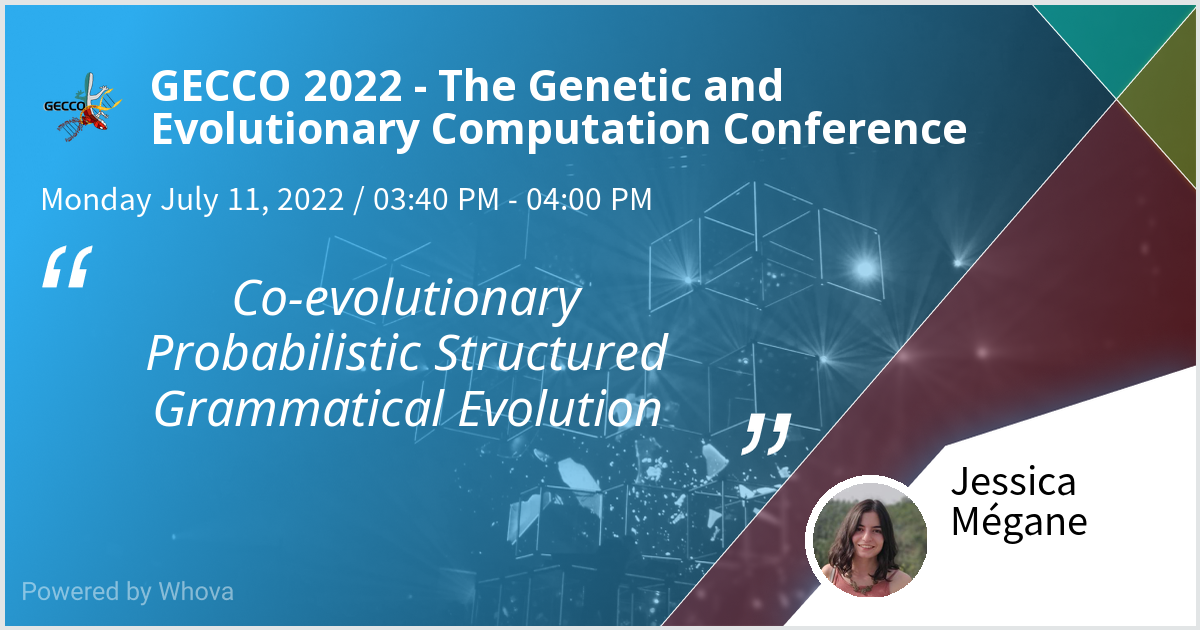 GECCO
GECCO 2022 - The Genetic and
Evolutionary Computation Conference
Monday July 11, 2022 / 03:40 PM - 04:00 PM
“
Co-evolutionary
Probabilistic Structured
Grammatical Evolution
”
Jessica
Mégane
Powered by Whova